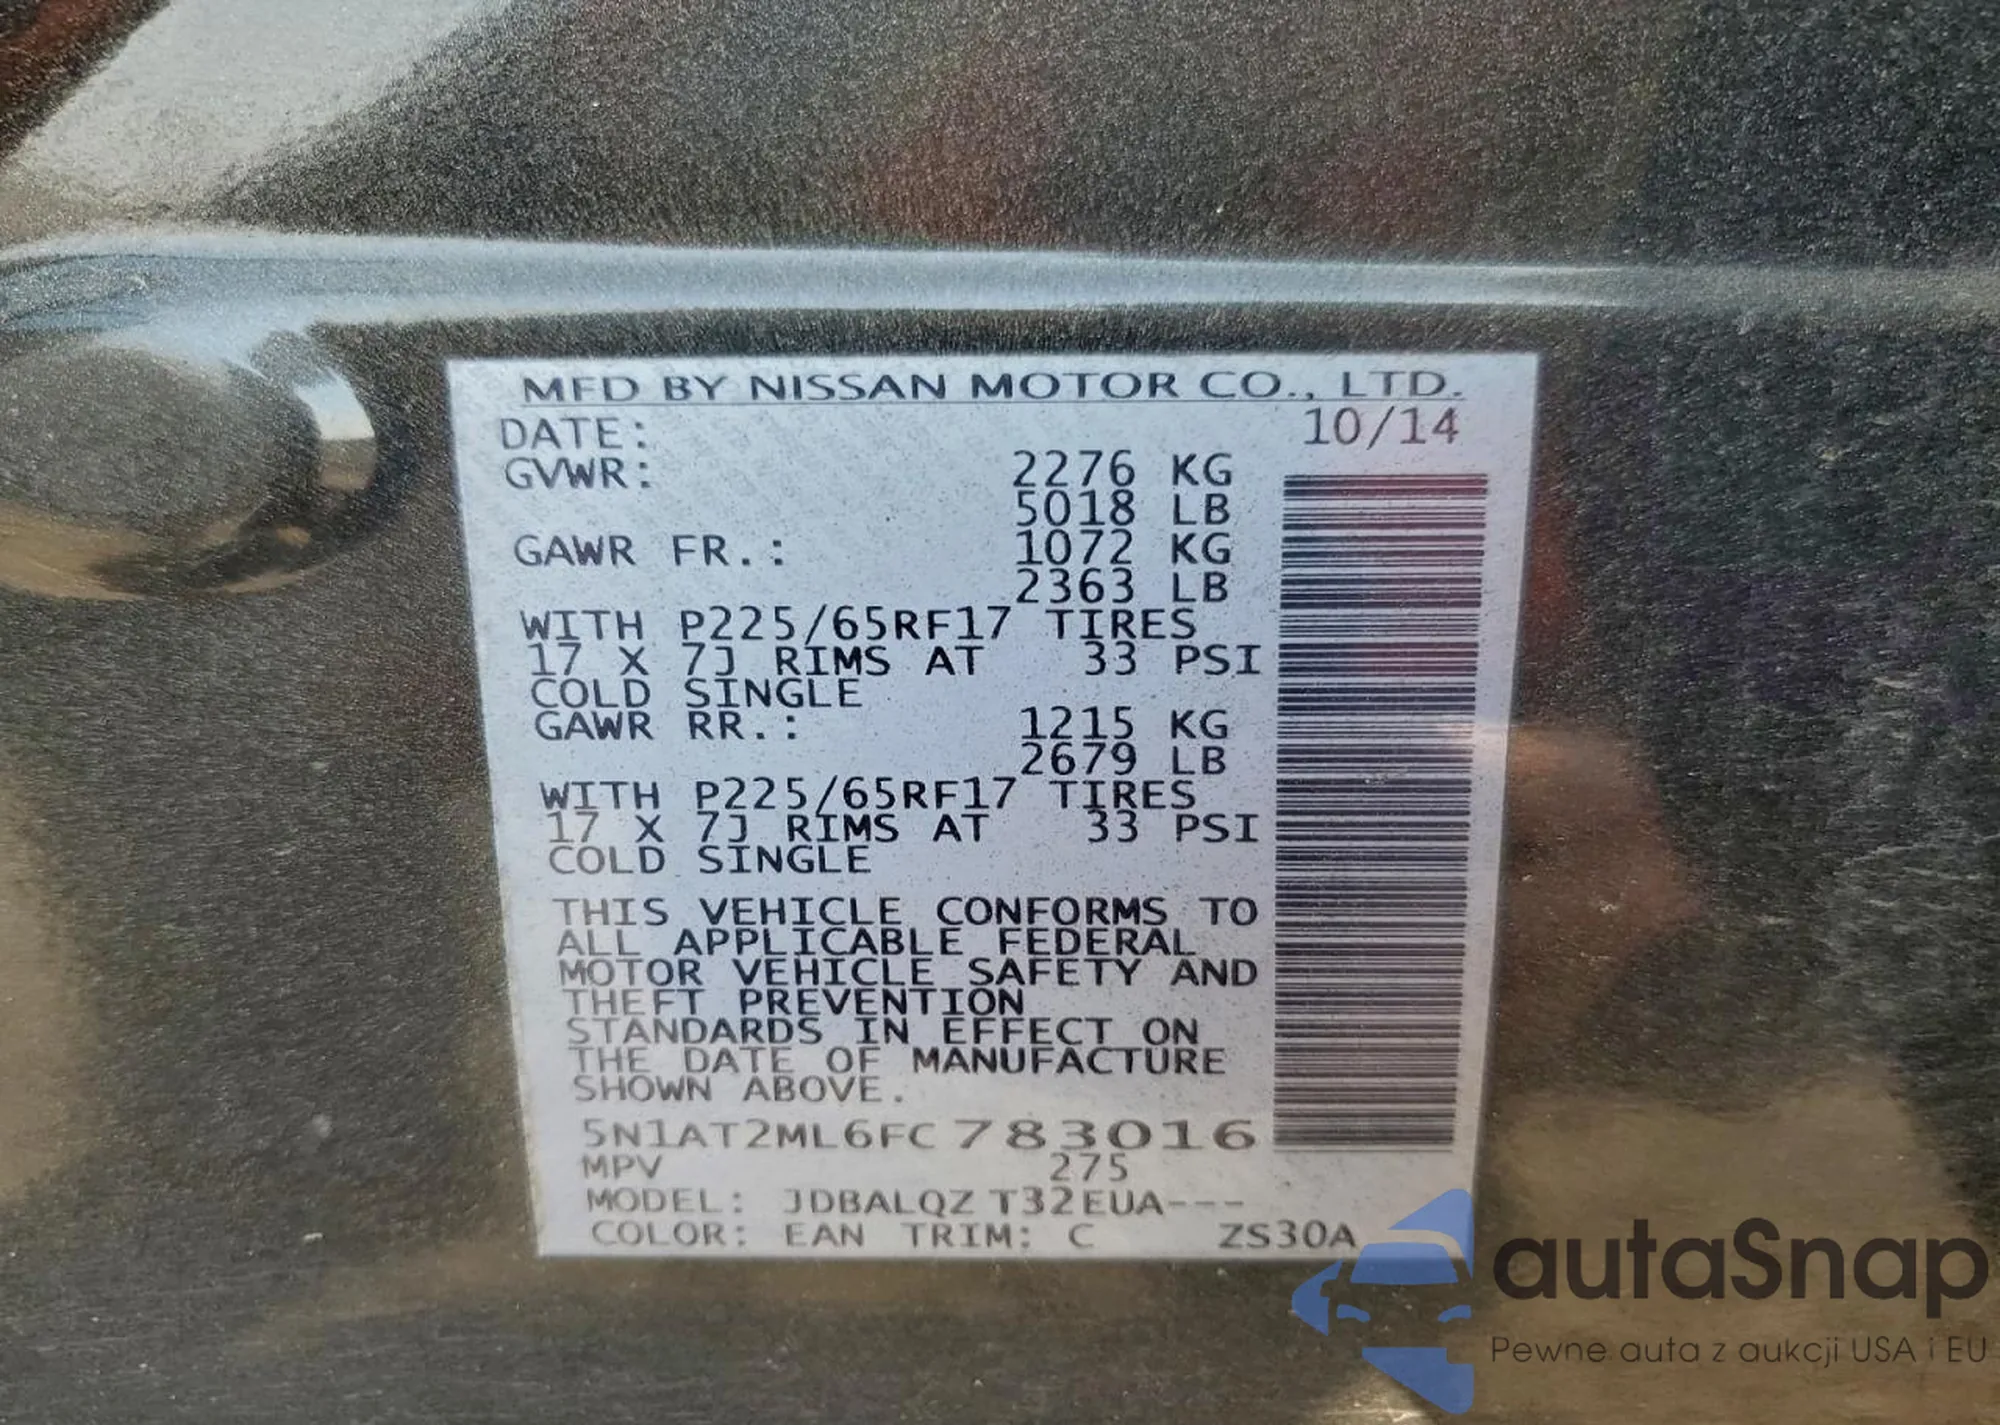 MFD BY NISSAN MOTOR CO., LTD.
DATE: 10/14
GVWR: 2276 KG
5018 LB
GAWR FR.: 1072 KG
2363 LB
WITH P225/65RF17 TIRES
17 X 7J RIMS AT 33 PSI
COLD SINGLE
GAWR RR.: 1215 KG
2679 LB
WITH P225/65RF17 TIRES
17 X 7J RIMS AT 33 PSI
COLD SINGLE
THIS VEHICLE CONFORMS TO
ALL APPLICABLE FEDERAL
MOTOR VEHICLE SAFETY AND
THEFT PREVENTION
STANDARDS IN EFFECT ON
THE DATE OF MANUFACTURE
SHOWN ABOVE.
5N1AT2ML6FC783016
MPV 275
MODEL: JDBALQZ T32EUA---
COLOR: EAN TRIM: C ZS30A
autaSnap
Pewne auta z aukcji USA i EU